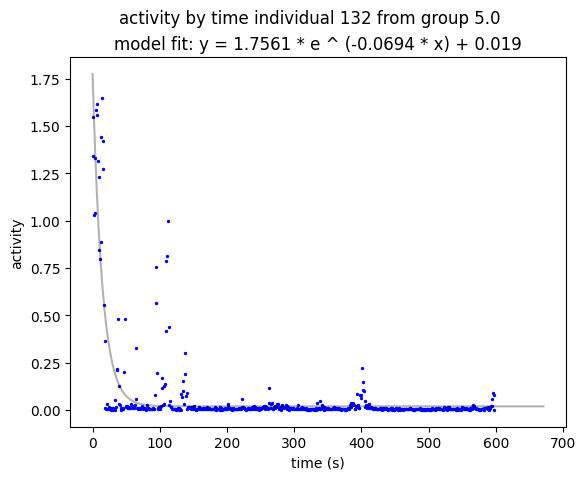 activity by time individual 132 from group 5.0
model fit: y = 1.7561 * e ^ (-0.0694 * x) + 0.019
1.75
1.50
1.25
1.00
0.75
0.50
0.25
0.00
activity
0 100 200 300 400 500 600 700
time (s)